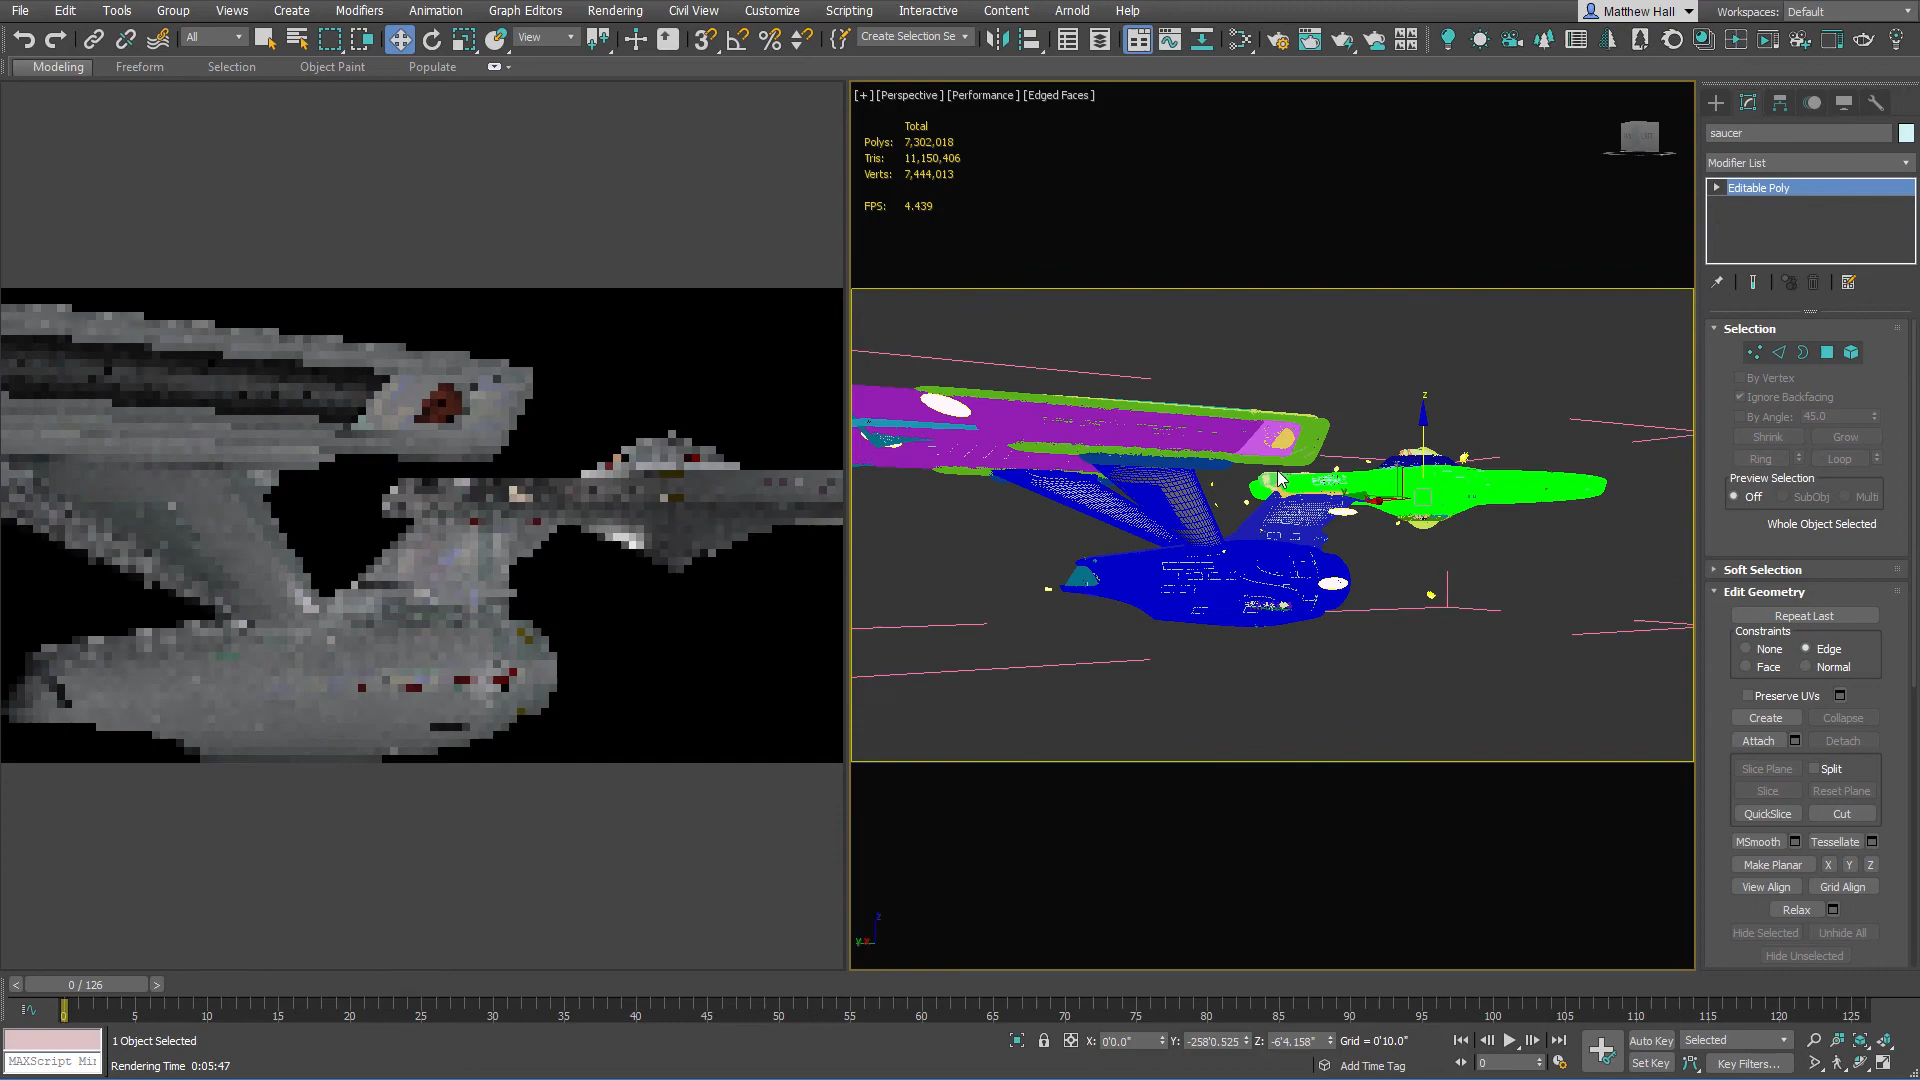 File Edit Tools Group Views Create Modifiers Animation Graph Editors Rendering Civil View Customize Scripting Interactive Content Arnold Help Matthew Hall Workspaces: Default
All View Create Selection Se
Modeling Freeform Selection Object Paint Populate
[+] [Perspective] [Performance] [Edged Faces]
Total
Polys: 7,302,018
Tris: 11,150,406
Verts: 7,444,013
FPS: 4.439
z
saucer
Modifier List
Editable Poly
Selection
By Vertex
Ignore Backfacing
By Angle: 45.0
Shrink Grow
Ring Loop
Preview Selection
Off SubObj Multi
Whole Object Selected
Soft Selection
Edit Geometry
Repeat Last
Constraints
None Edge
Face Normal
Preserve UVs
Create Collapse
Attach Detach
Slice Plane Split
Slice Reset Plane
QuickSlice Cut
MSmooth Tessellate
Make Planar X Y Z
View Align Grid Align
Relax
Hide Selected Unhide All
Hide Unselected
z
y x
< 0 / 126 >
0 5 10 15 20 25 30 35 40 45 50 55 60 65 70 75 80 85 90 95 100 105 110 115 120 125
1 Object Selected X: 0'0.0" Y: -258'0.525 Z: -6'4.158" Grid = 0'10.0" Auto Key Selected
MAXScript Mi Rendering Time 0:05:47 Add Time Tag 0 Set Key Key Filters...